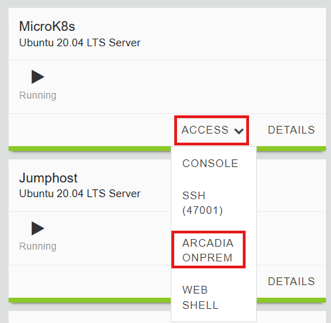 MicroK8s
Ubuntu 20.04 LTS Server
Running
ACCESS DETAILS
CONSOLE
SSH
(47001)
ARCADIA
ONPREM
WEB
SHELL
Jumphost
Ubuntu 20.04 LTS Server
Running
DETAILS